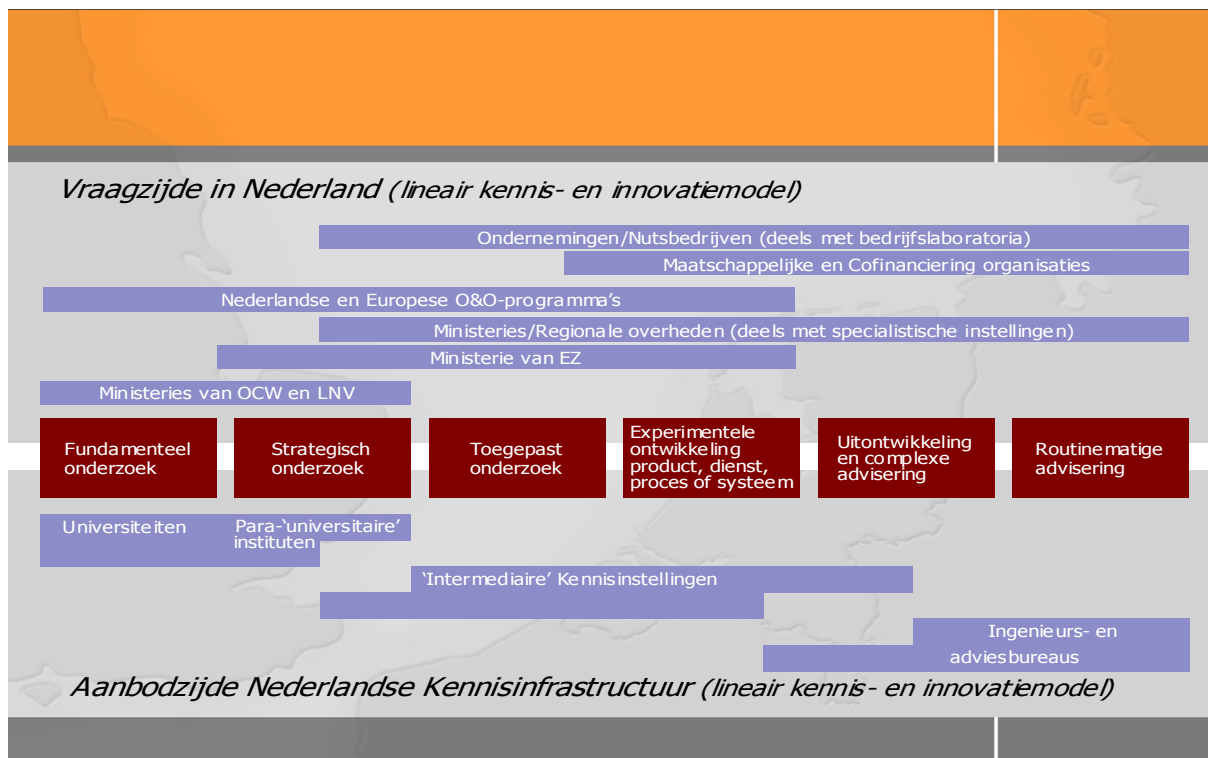 Vraagzijde in Nederland (lineair kennis- en innovatiemodel)
Ondernemingen/Nutsbedrijven (deels met bedrijfslaboratoria)
Maatschappelijke en Cofinanciering organisaties
Nederlandse en Europese O&O-programma's
Ministeries/Regionale overheden (deels met specialistische instellingen)
Ministerie van EZ
Ministeries van OCW en LNV
Fundamenteel
onderzoek
Strategisch
onderzoek
Toegepast
onderzoek
Experimentele
ontwikkeling
product, dienst,
proces of systeem
Uitontwikkeling
en complexe
advisering
Routinematige
advisering
Universiteiten
Para-‘universitaire’
instituten
‘Intermediaire’ Kennisinstellingen
Ingenieurs- en
adviesbureaus
Aanbodzijde Nederlandse Kennisinfrastructuur (lineair kennis- en innovatiemodel)